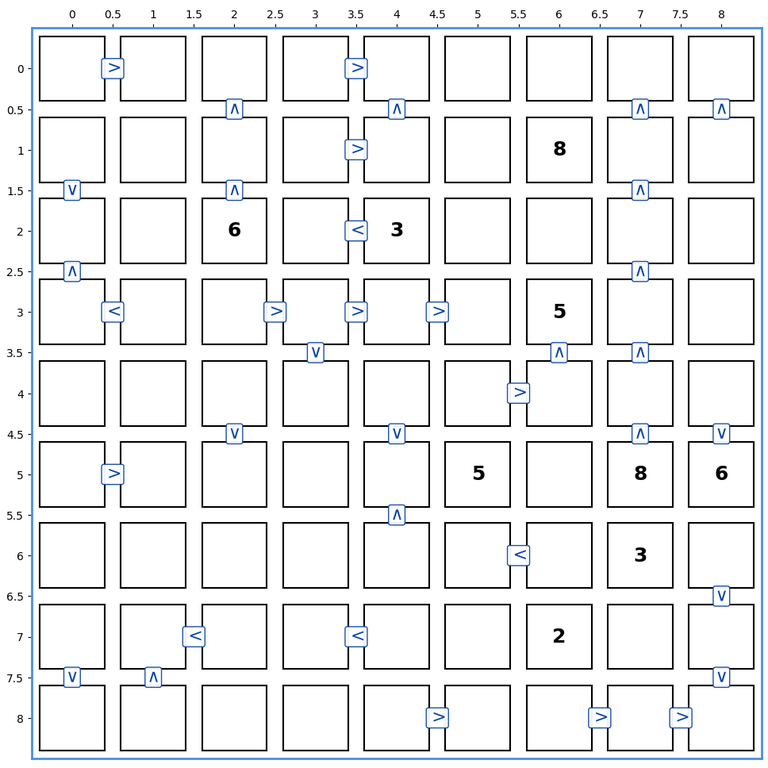 0 0.5 1 1.5 2 2.5 3 3.5 4 4.5 5 5.5 6 6.5 7 7.5 8
0 > >
0.5 ∧ ∧ ∧ ∧
1 > 8
1.5 ∨ ∧ ∧
2 6 < 3
2.5 ∧ ∧
3 < > > > 5
3.5 ∨ ∧ ∧
4 >
4.5 ∨ ∨ ∧ ∨
5 > 5 8 6
5.5 ∧
6 < 3
6.5 ∨
7 < < 2
7.5 ∨ ∧ ∨
8 > > >